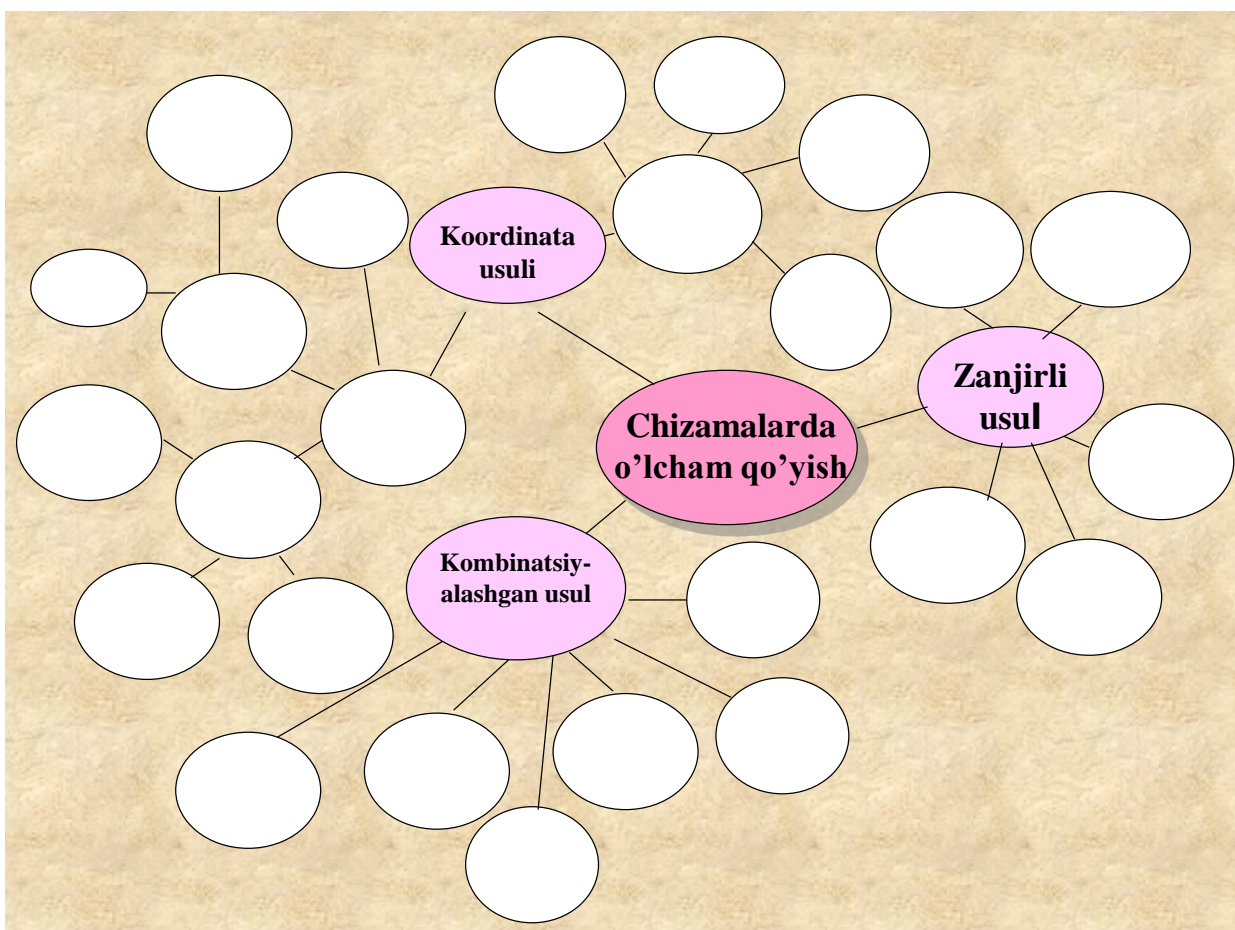 Koordinata
usuli
Zanjirli
usul
Chizamalarda
o’lcham qo’yish
Kombinatsiy-
alashgan usul